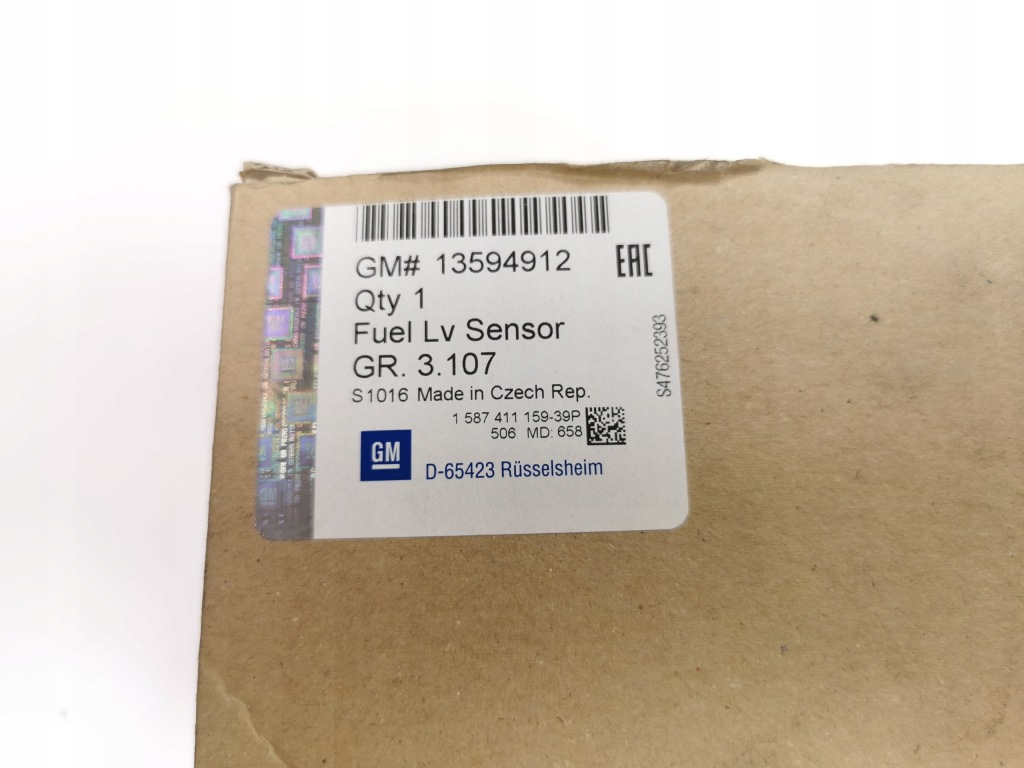 GM# 13594912
EAC
Qty 1
Fuel Lv Sensor
GR. 3.107
S1016 Made in Czech Rep.
1 587 411 159-39P
506 MD: 658
GM
D-65423 Rüsselsheim
S476252393
GM